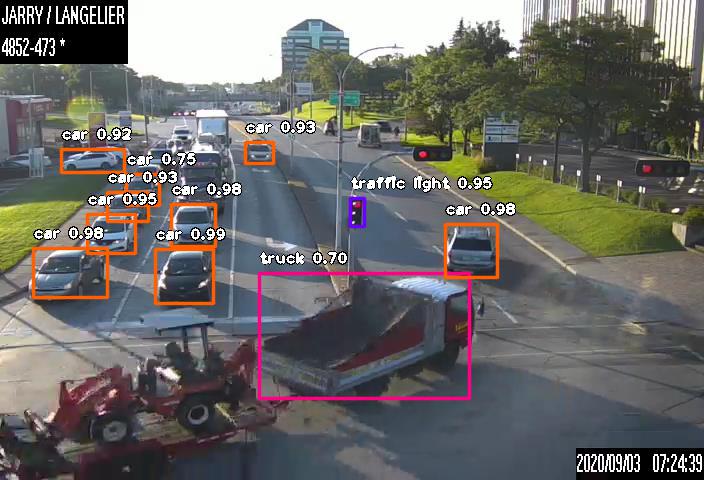 JARRY / LANGELIER
4852-473 *
car 0.92
car 0.93
car 0.75
car 0.93
traffic light 0.95
car 0.95
car 0.98
car 0.98
car 0.98
car 0.99
truck 0.70
2020/09/03 07:24:39